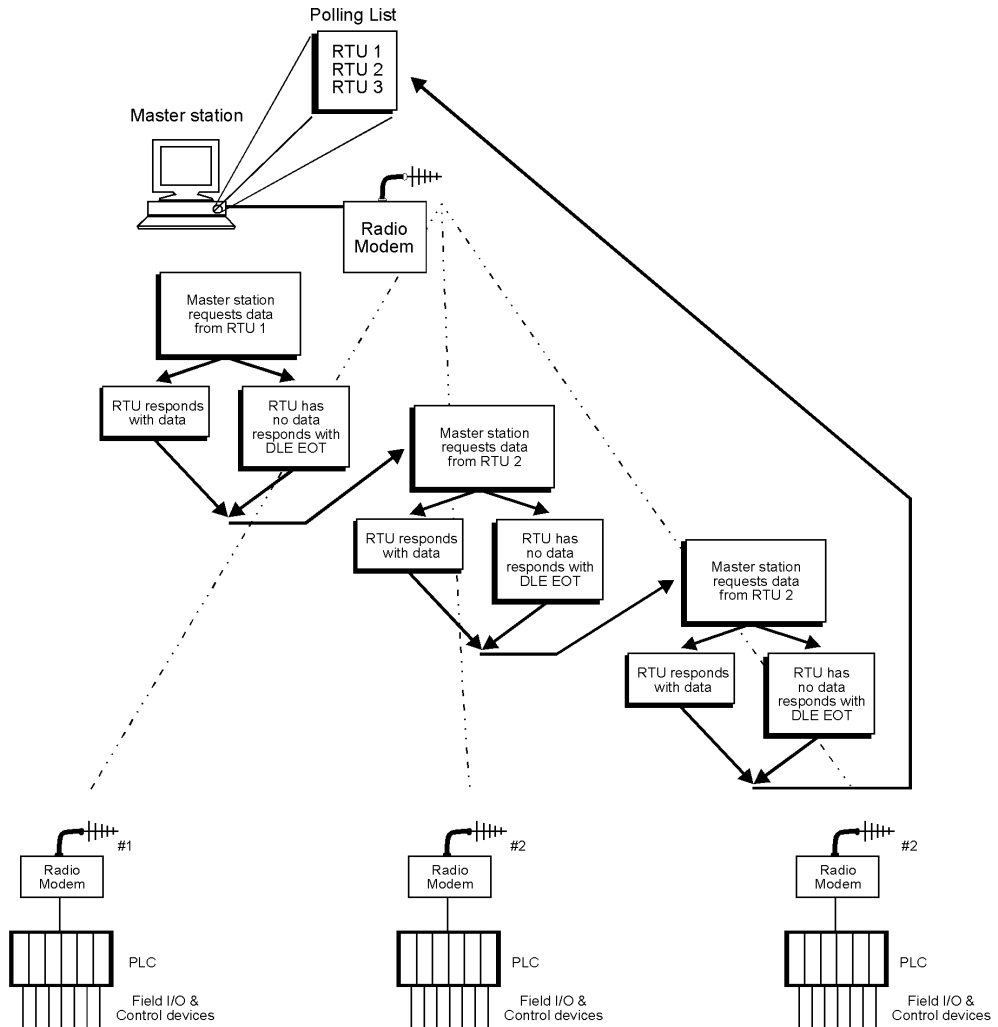 Polling List
RTU 1
RTU 2
RTU 3
Master station
Radio
Modem
Master station
requests data
from RTU 1
RTU responds
with data
RTU has
no data
responds with
DLE EOT
Master station
requests data
from RTU 2
RTU responds
with data
RTU has
no data
responds with
DLE EOT
Master station
requests data
from RTU 2
RTU responds
with data
RTU has
no data
responds with
DLE EOT
#1
Radio
Modem
PLC
Field I/O &
Control devices
#2
Radio
Modem
PLC
Field I/O &
Control devices
#2
Radio
Modem
PLC
Field I/O &
Control devices